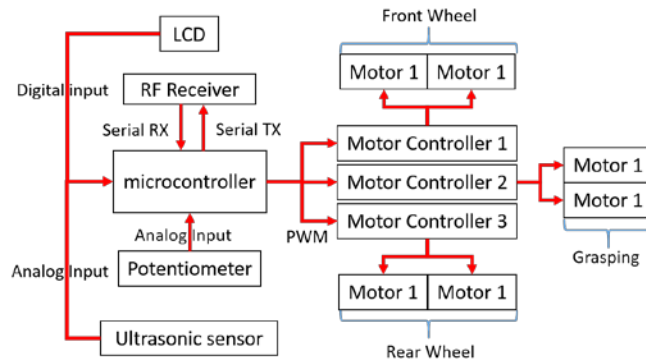 Front Wheel
LCD
Motor 1 Motor 1
Digital input
RF Receiver
Serial RX Serial TX
Motor Controller 1
microcontroller
Motor Controller 2
Motor 1
Motor 1
Motor Controller 3
Analog Input
PWM
Grasping
Analog Input
Potentiometer
Motor 1 Motor 1
Ultrasonic sensor
Rear Wheel